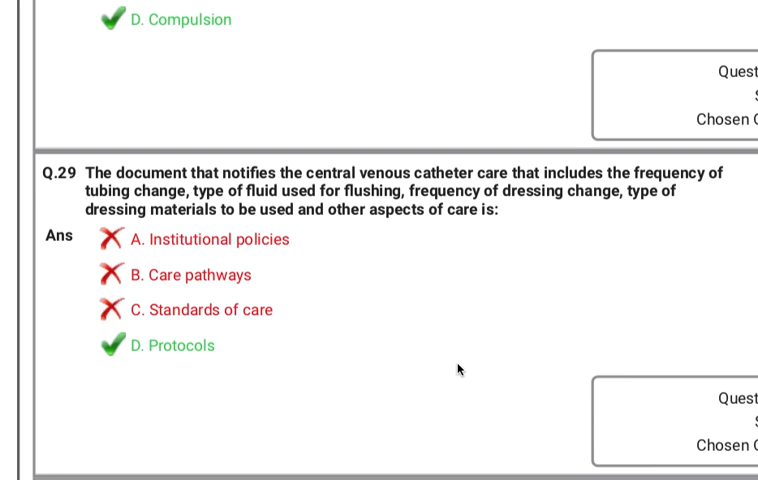 D. Compulsion
Quest
Chosen
Q.29 The document that notifies the central venous catheter care that includes the frequency of
tubing change, type of fluid used for flushing, frequency of dressing change, type of
dressing materials to be used and other aspects of care is:
Ans
A. Institutional policies
B. Care pathways
C. Standards of care
D. Protocols
Quest
Chosen